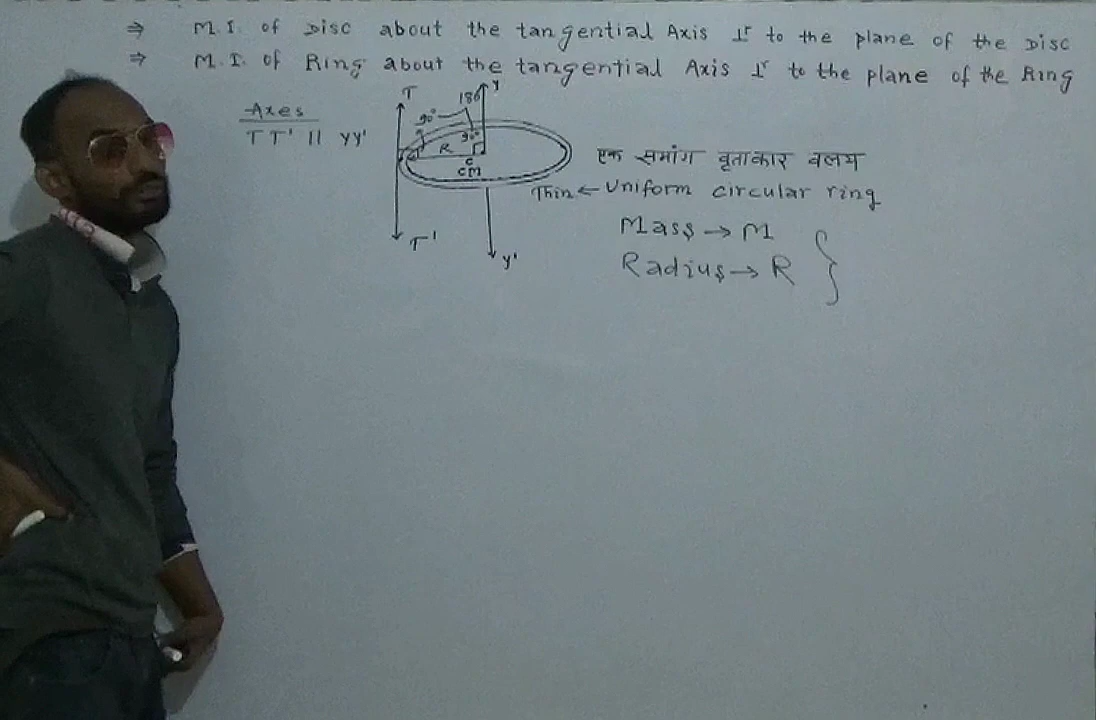 ⇒ M.I. of Disc about the tangential Axis ⊥r to the plane of the Disc
⇒ M.I. of Ring about the tangential Axis ⊥r to the plane of the Ring
Axes
TT' || YY'
T
180°
Y
90°
90°
R
C
CM
T'
Y'
एक समांग वृताकार वलय
Thin ← Uniform circular ring
Mass → M
Radius → R }